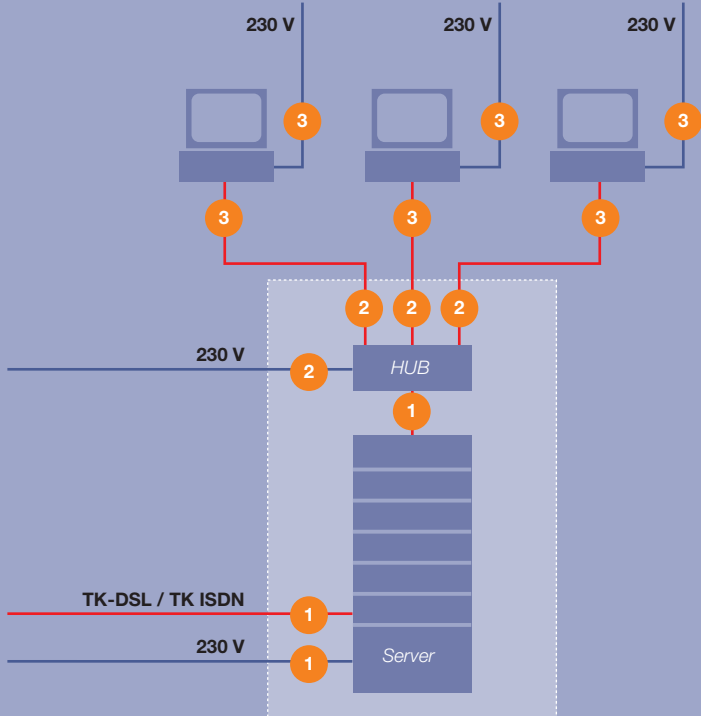 230 V 230 V 230 V
3 3 3
3 3 3
2 2 2
230 V
2 HUB
1
TK-DSL / TK ISDN
1
230 V
1 Server